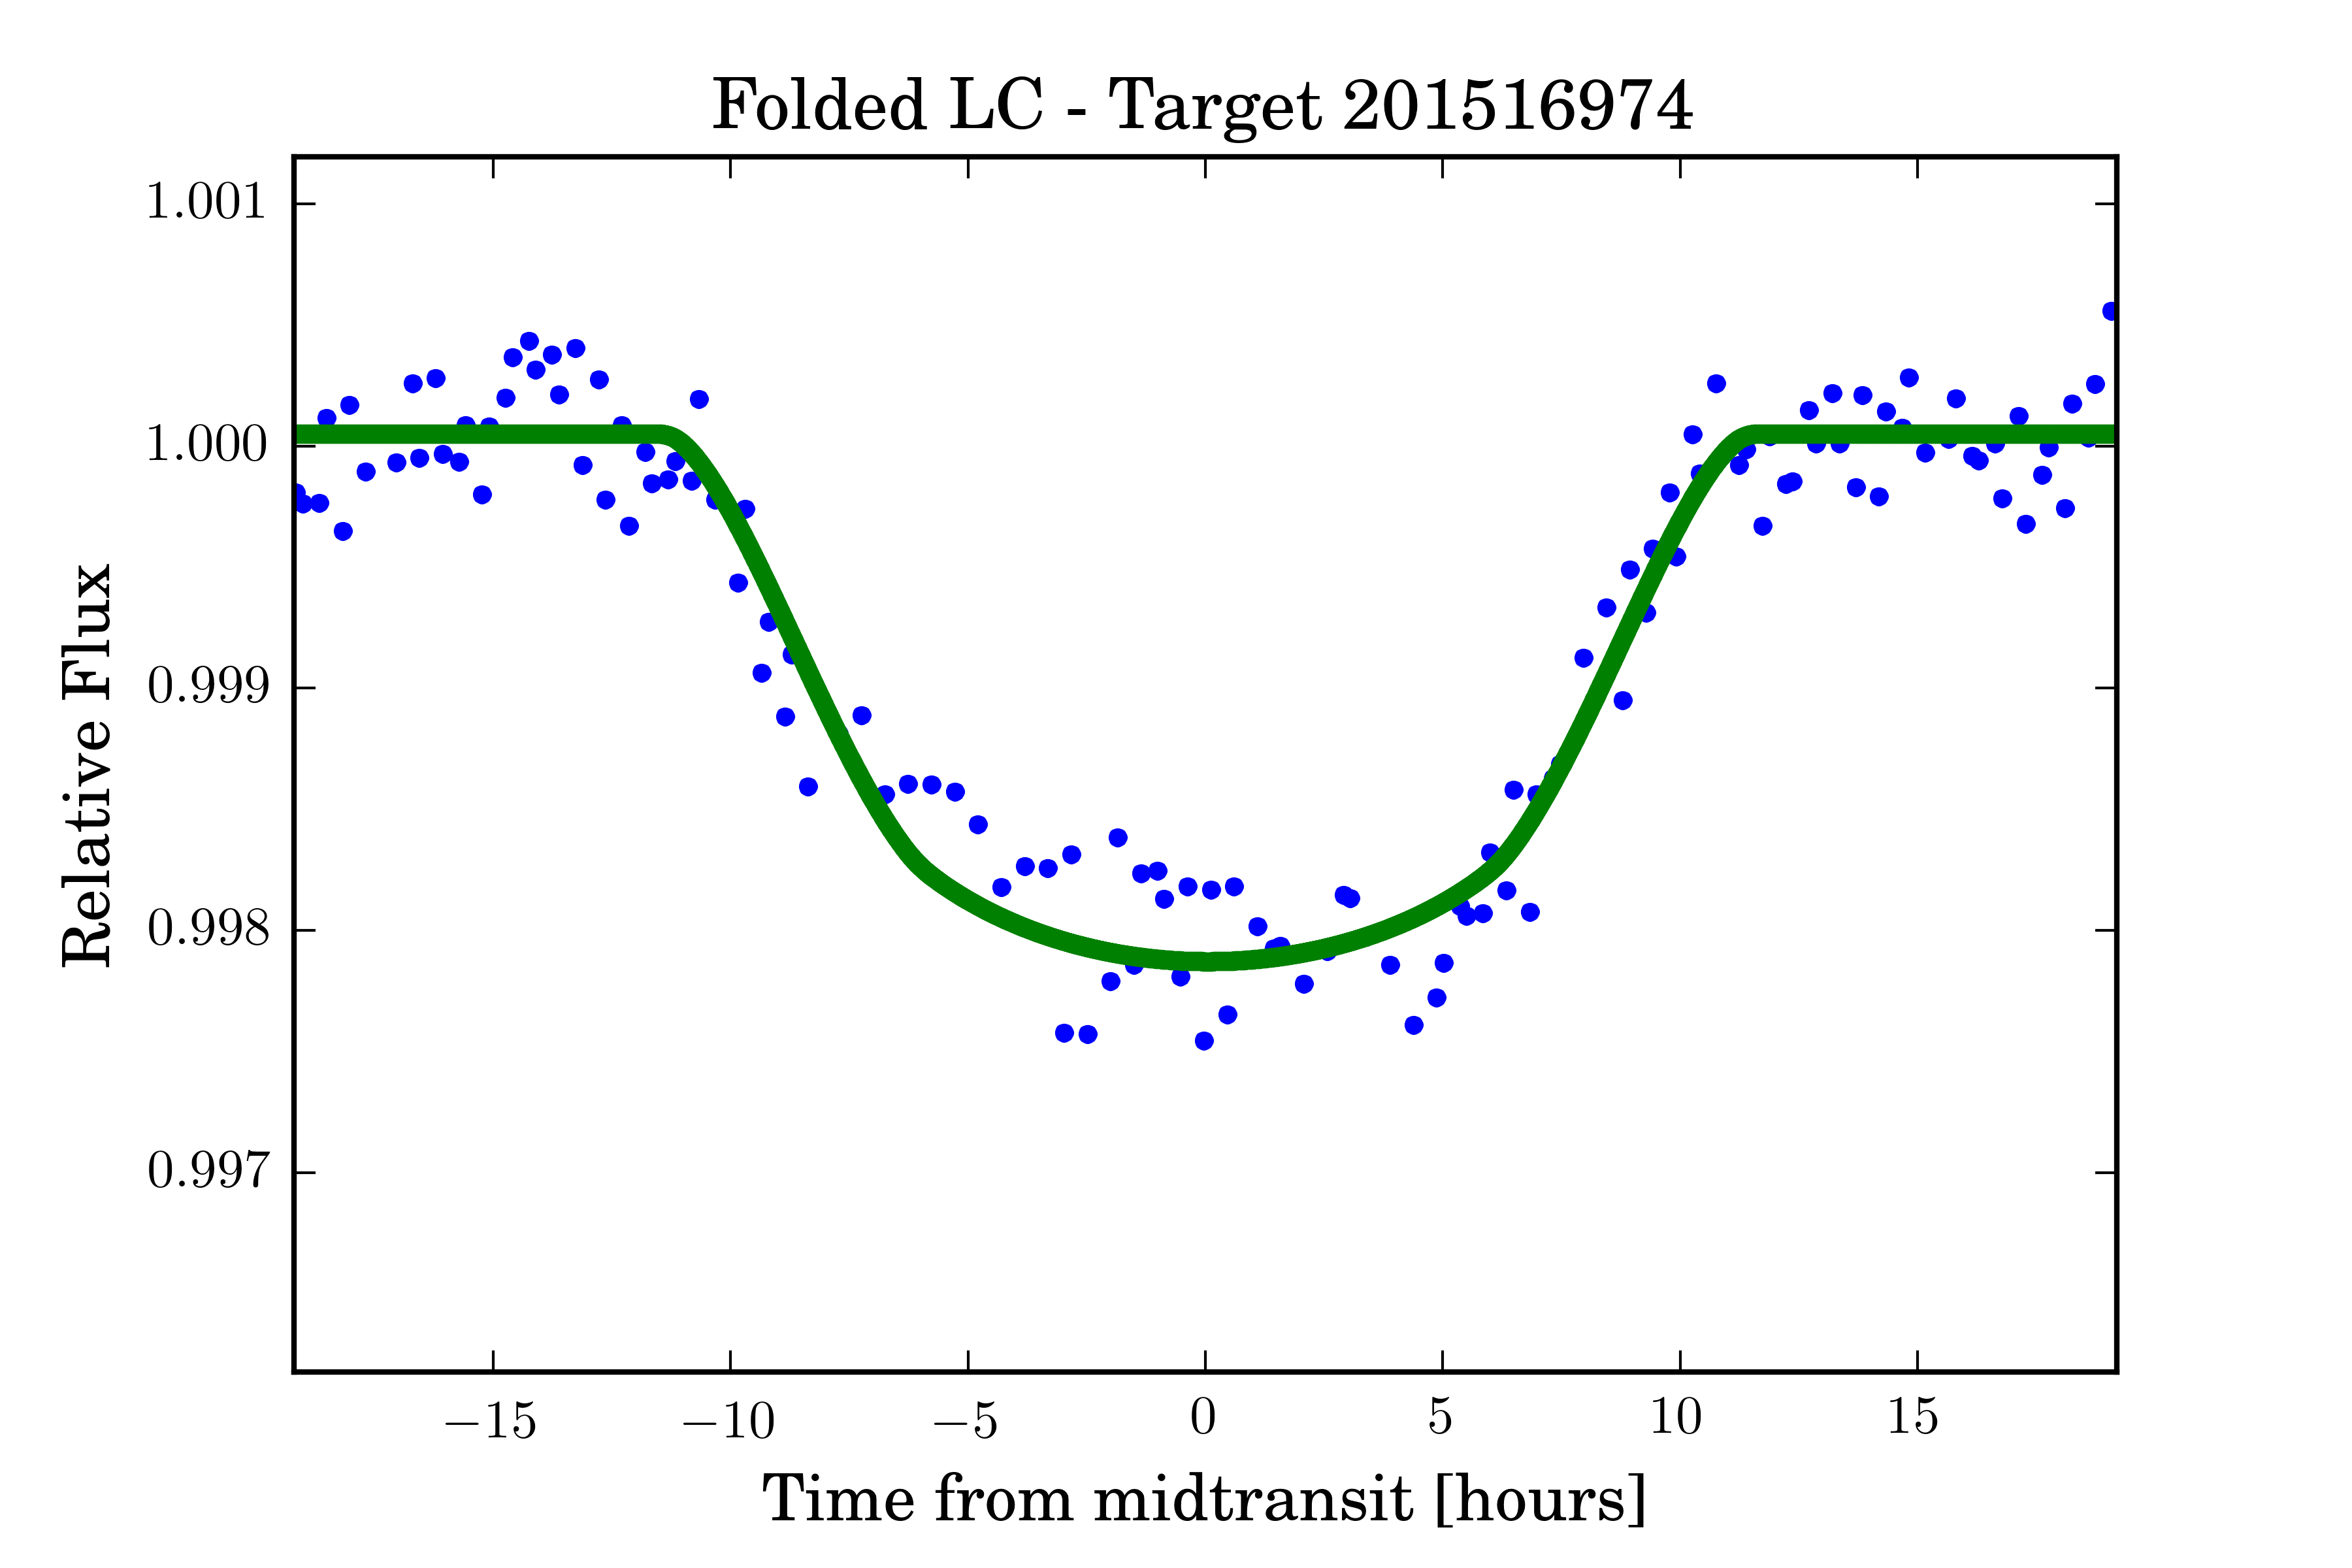 Folded LC - Target 201516974
1.001
1.000
0.999
0.998
0.997
Relative Flux
−15 −10 −5 0 5 10 15
Time from midtransit [hours]